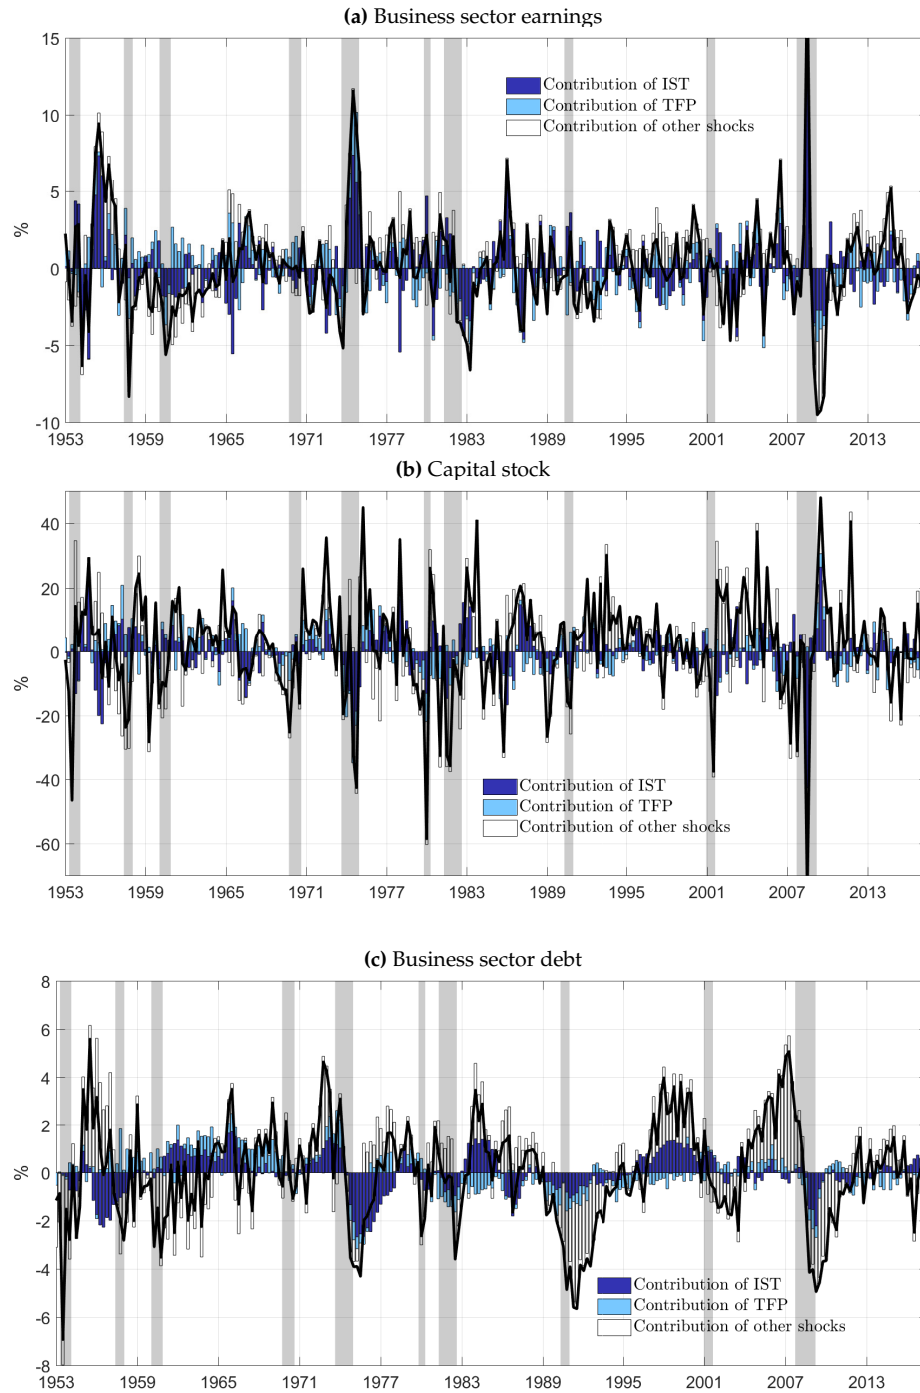 (a) Business sector earnings
15
10
5
0
-5
-10
%
Contribution of IST
Contribution of TFP
Contribution of other shocks
1953 1959 1965 1971 1977 1983 1989 1995 2001 2007 2013
(b) Capital stock
40
20
0
-20
-40
-60
%
Contribution of IST
Contribution of TFP
Contribution of other shocks
1953 1959 1965 1971 1977 1983 1989 1995 2001 2007 2013
(c) Business sector debt
8
6
4
2
0
-2
-4
-6
-8
%
Contribution of IST
Contribution of TFP
Contribution of other shocks
1953 1959 1965 1971 1977 1983 1989 1995 2001 2007 2013